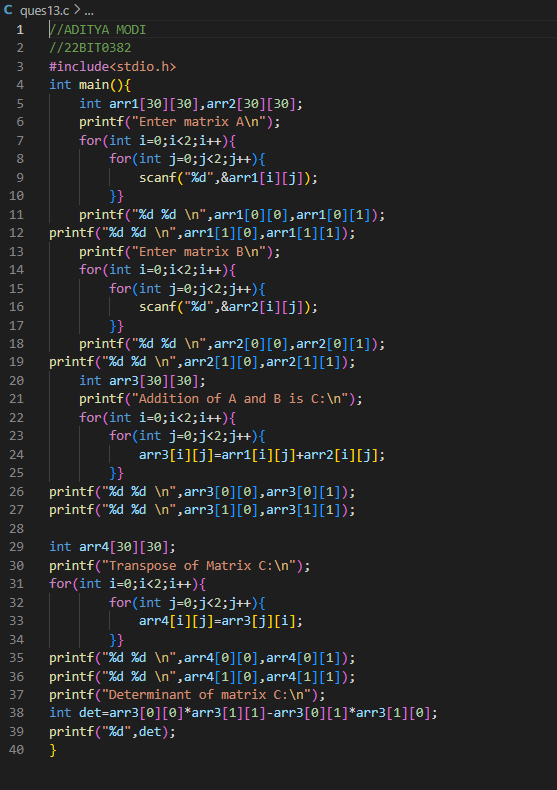 ques13.c > ...
1 //ADITYA MODI
2 //22BIT0382
3 #include<stdio.h>
4 int main(){
5     int arr1[30][30],arr2[30][30];
6     printf("Enter matrix A\n");
7     for(int i=0;i<2;i++){
8         for(int j=0;j<2;j++){
9             scanf("%d",&arr1[i][j]);
10         }}
11     printf("%d %d \n",arr1[0][0],arr1[0][1]);
12 printf("%d %d \n",arr1[1][0],arr1[1][1]);
13     printf("Enter matrix B\n");
14     for(int i=0;i<2;i++){
15         for(int j=0;j<2;j++){
16             scanf("%d",&arr2[i][j]);
17         }}
18     printf("%d %d \n",arr2[0][0],arr2[0][1]);
19 printf("%d %d \n",arr2[1][0],arr2[1][1]);
20     int arr3[30][30];
21     printf("Addition of A and B is C:\n");
22     for(int i=0;i<2;i++){
23         for(int j=0;j<2;j++){
24             arr3[i][j]=arr1[i][j]+arr2[i][j];
25         }}
26 printf("%d %d \n",arr3[0][0],arr3[0][1]);
27 printf("%d %d \n",arr3[1][0],arr3[1][1]);
28
29 int arr4[30][30];
30 printf("Transpose of Matrix C:\n");
31 for(int i=0;i<2;i++){
32         for(int j=0;j<2;j++){
33             arr4[i][j]=arr3[j][i];
34         }}
35 printf("%d %d \n",arr4[0][0],arr4[0][1]);
36 printf("%d %d \n",arr4[1][0],arr4[1][1]);
37 printf("Determinant of matrix C:\n");
38 int det=arr3[0][0]*arr3[1][1]-arr3[0][1]*arr3[1][0];
39 printf("%d",det);
40 }